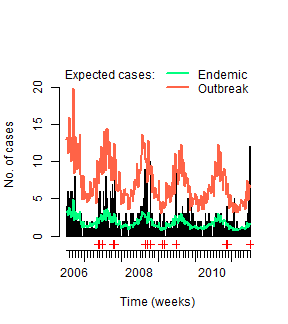 Expected cases: Endemic
Outbreak
No. of cases
20
15
10
5
0
2006 2008 2010
Time (weeks)